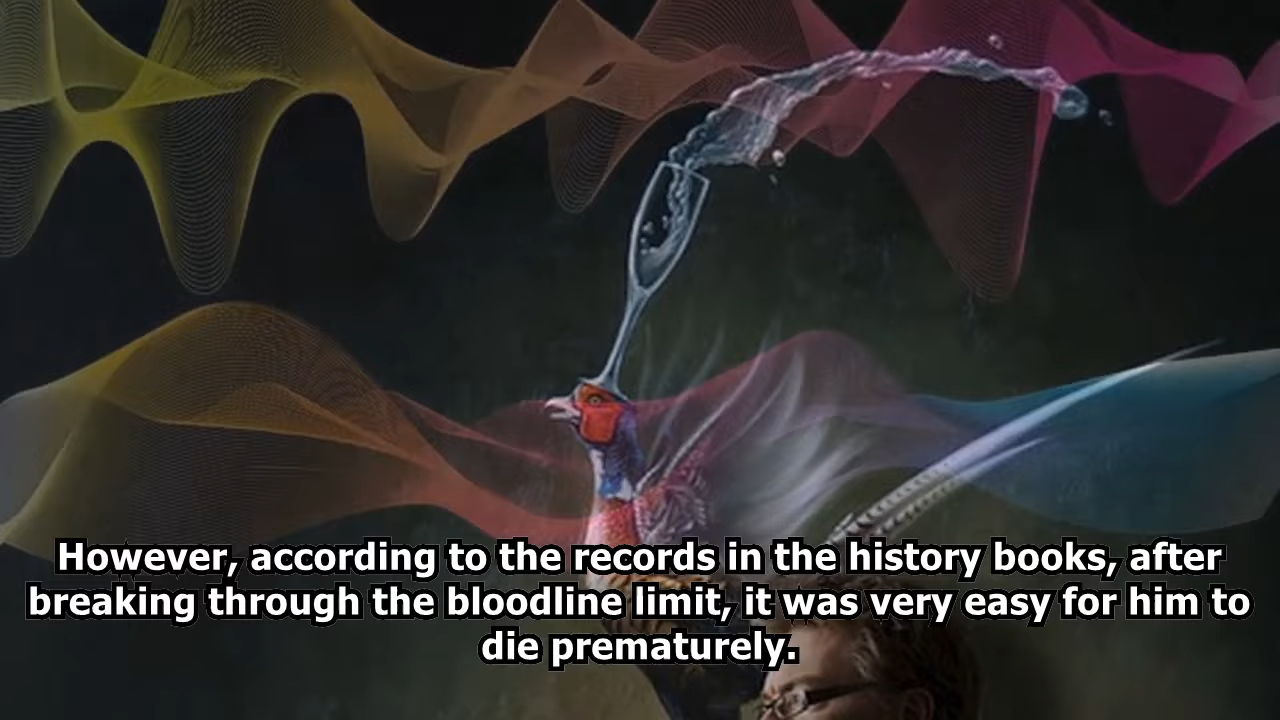 However, according to the records in the history books, after
breaking through the bloodline limit, it was very easy for him to
die prematurely.